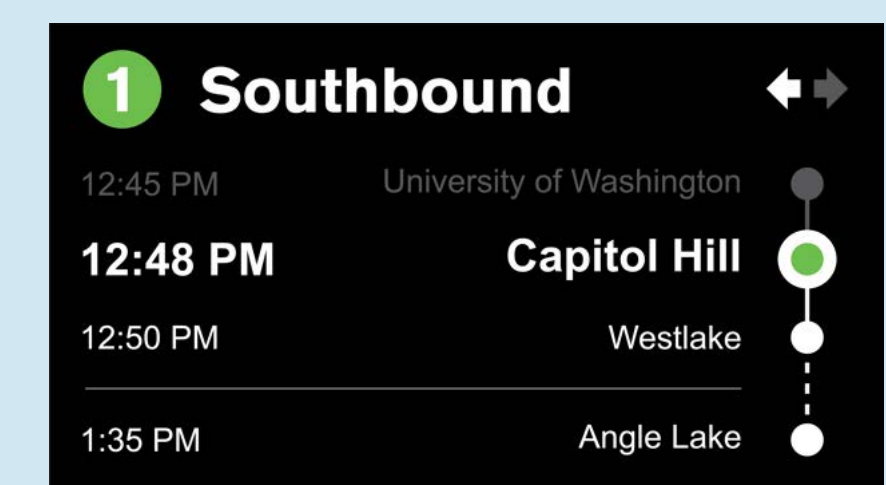 1 Southbound
12:45 PM University of Washington
12:48 PM Capitol Hill
12:50 PM Westlake
1:35 PM Angle Lake